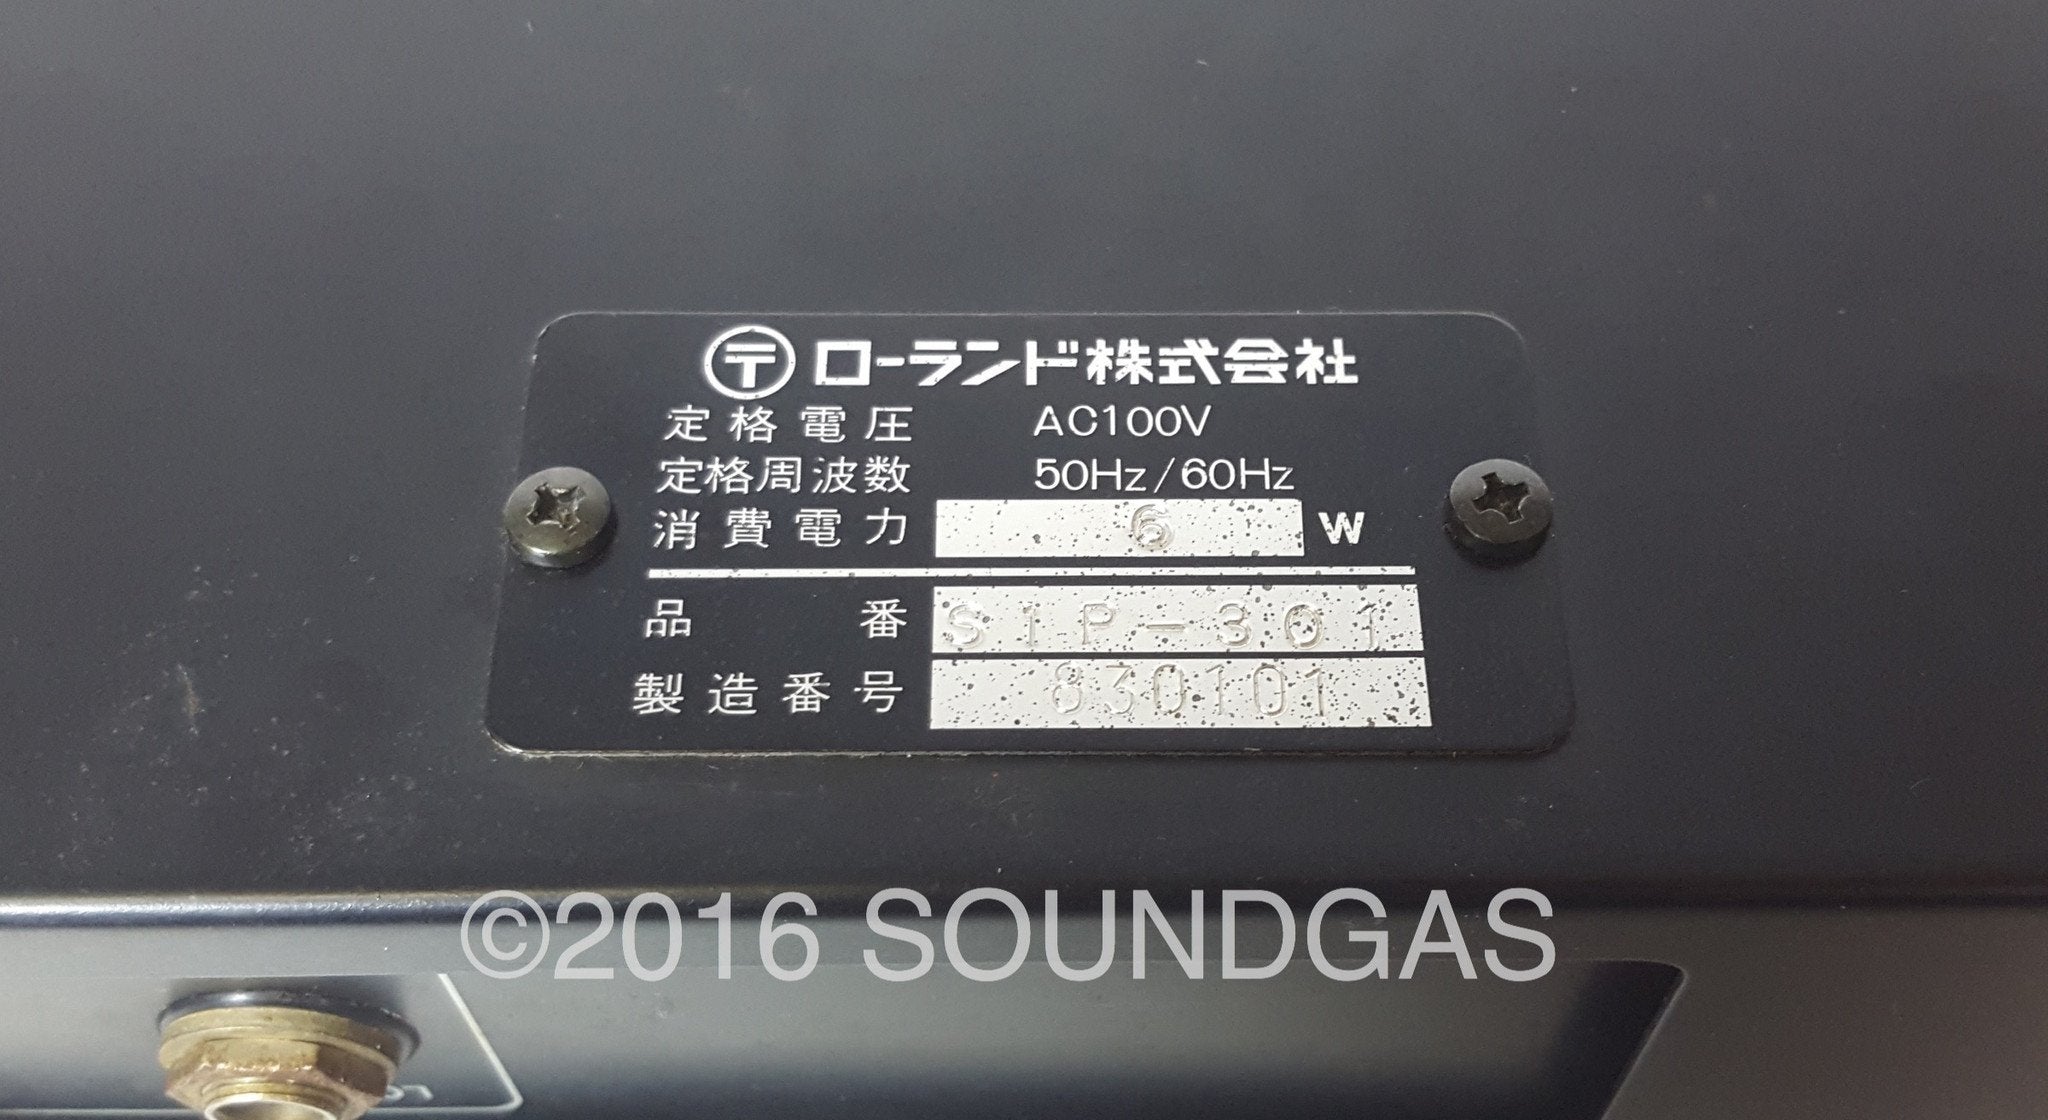 〶 ローランド株式会社
定格電圧 AC100V
定格周波数 50Hz/60Hz
消費電力 6 W
品番 SIP-301
製造番号 830101
©2016 SOUNDGAS